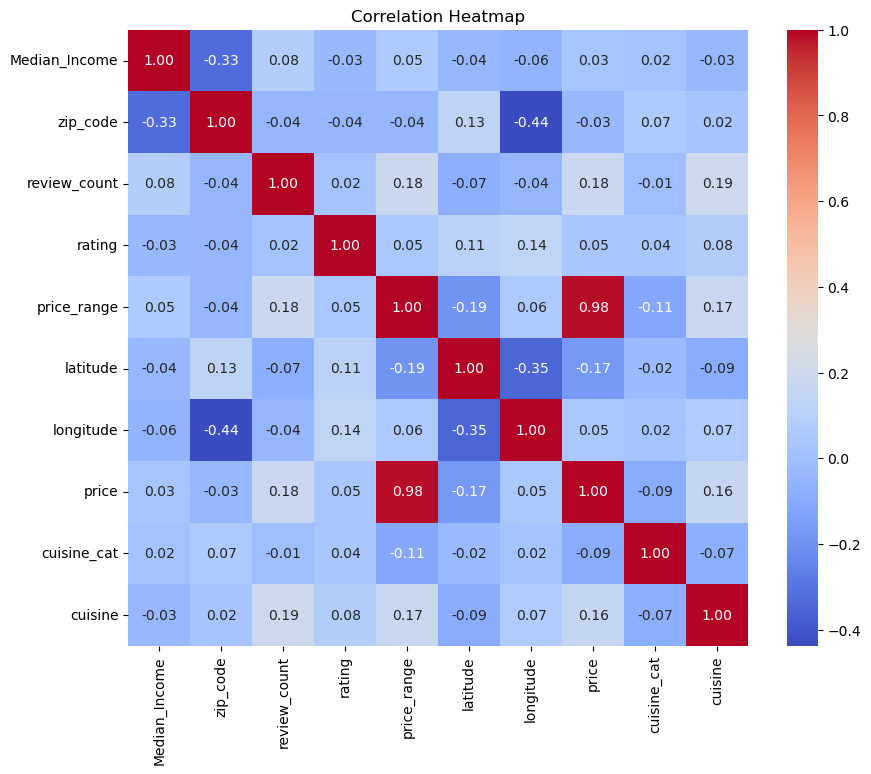 Correlation Heatmap
Median_Income 1.00 -0.33 0.08 -0.03 0.05 -0.04 -0.06 0.03 0.02 -0.03
zip_code -0.33 1.00 -0.04 -0.04 -0.04 0.13 -0.44 -0.03 0.07 0.02
review_count 0.08 -0.04 1.00 0.02 0.18 -0.07 -0.04 0.18 -0.01 0.19
rating -0.03 -0.04 0.02 1.00 0.05 0.11 0.14 0.05 0.04 0.08
price_range 0.05 -0.04 0.18 0.05 1.00 -0.19 0.06 0.98 -0.11 0.17
latitude -0.04 0.13 -0.07 0.11 -0.19 1.00 -0.35 -0.17 -0.02 -0.09
longitude -0.06 -0.44 -0.04 0.14 0.06 -0.35 1.00 0.05 0.02 0.07
price 0.03 -0.03 0.18 0.05 0.98 -0.17 0.05 1.00 -0.09 0.16
cuisine_cat 0.02 0.07 -0.01 0.04 -0.11 -0.02 0.02 -0.09 1.00 -0.07
cuisine -0.03 0.02 0.19 0.08 0.17 -0.09 0.07 0.16 -0.07 1.00
Median_Income zip_code review_count rating price_range latitude longitude price cuisine_cat cuisine
1.0
0.8
0.6
0.4
0.2
0.0
−0.2
−0.4